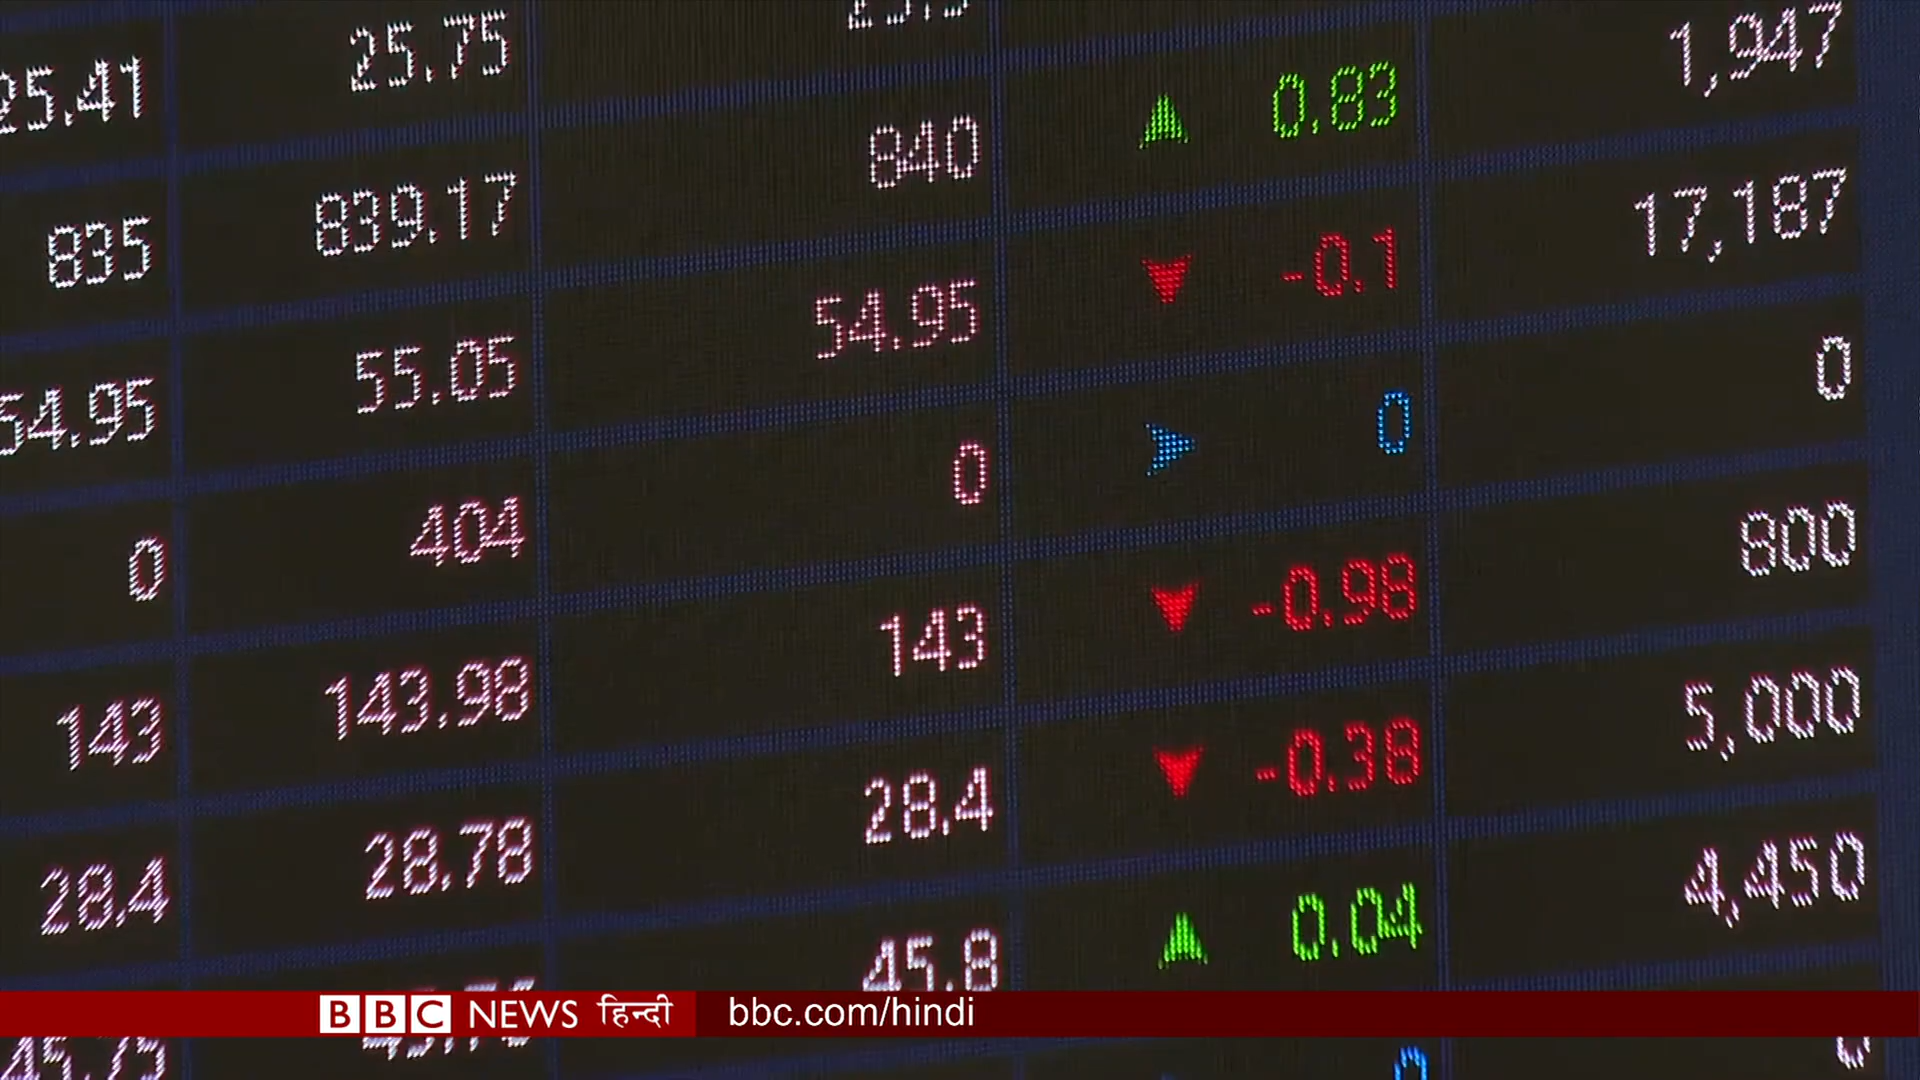 25.41 25.75
835 839.17 840 ▲ 0.83 1,947
54.95 55.05 54.95 ▼ -0.1 17,187
0 404 0 ➤ 0 0
143 143.98 143 ▼ -0.98 800
28.4 28.78 28.4 ▼ -0.38 5,000
45.75 45.8 ▲ 0.04 4,450
BBC NEWS हिन्दी bbc.com/hindi